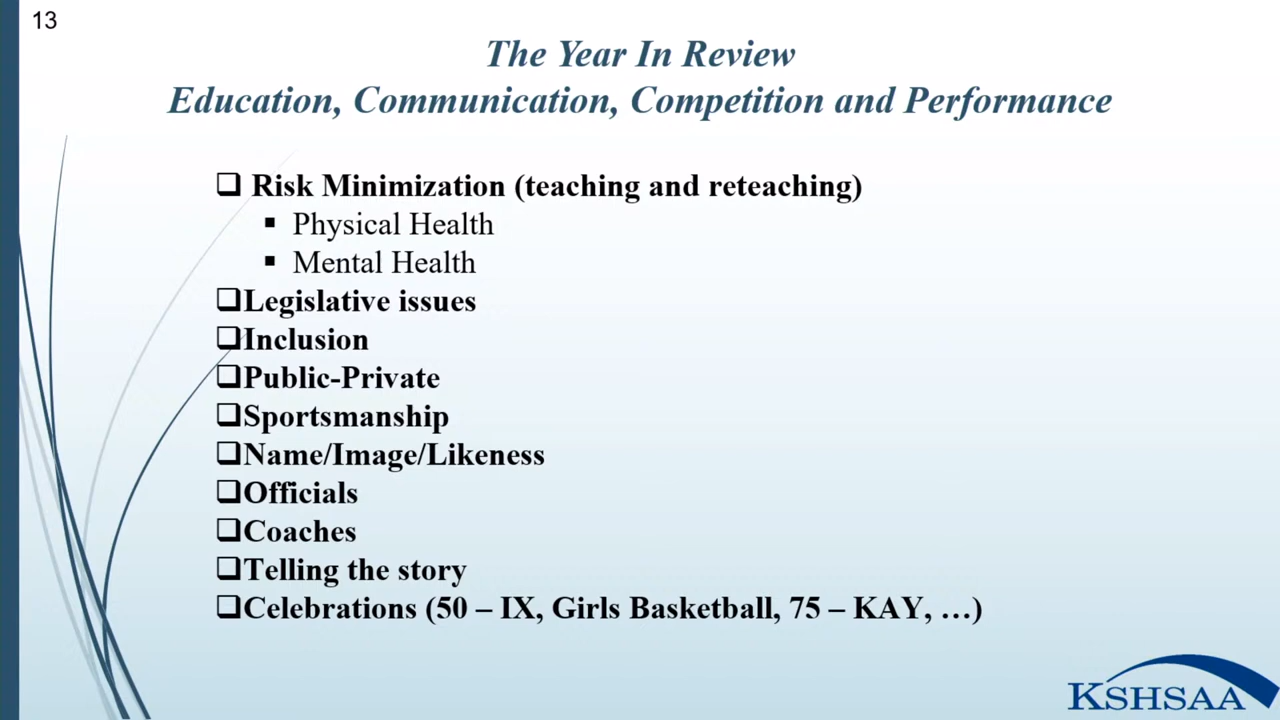 13
The Year In Review
Education, Communication, Competition and Performance
❑ Risk Minimization (teaching and reteaching)
▪ Physical Health
▪ Mental Health
❑Legislative issues
❑Inclusion
❑Public-Private
❑Sportsmanship
❑Name/Image/Likeness
❑Officials
❑Coaches
❑Telling the story
❑Celebrations (50 – IX, Girls Basketball, 75 – KAY, …)
KSHSAA